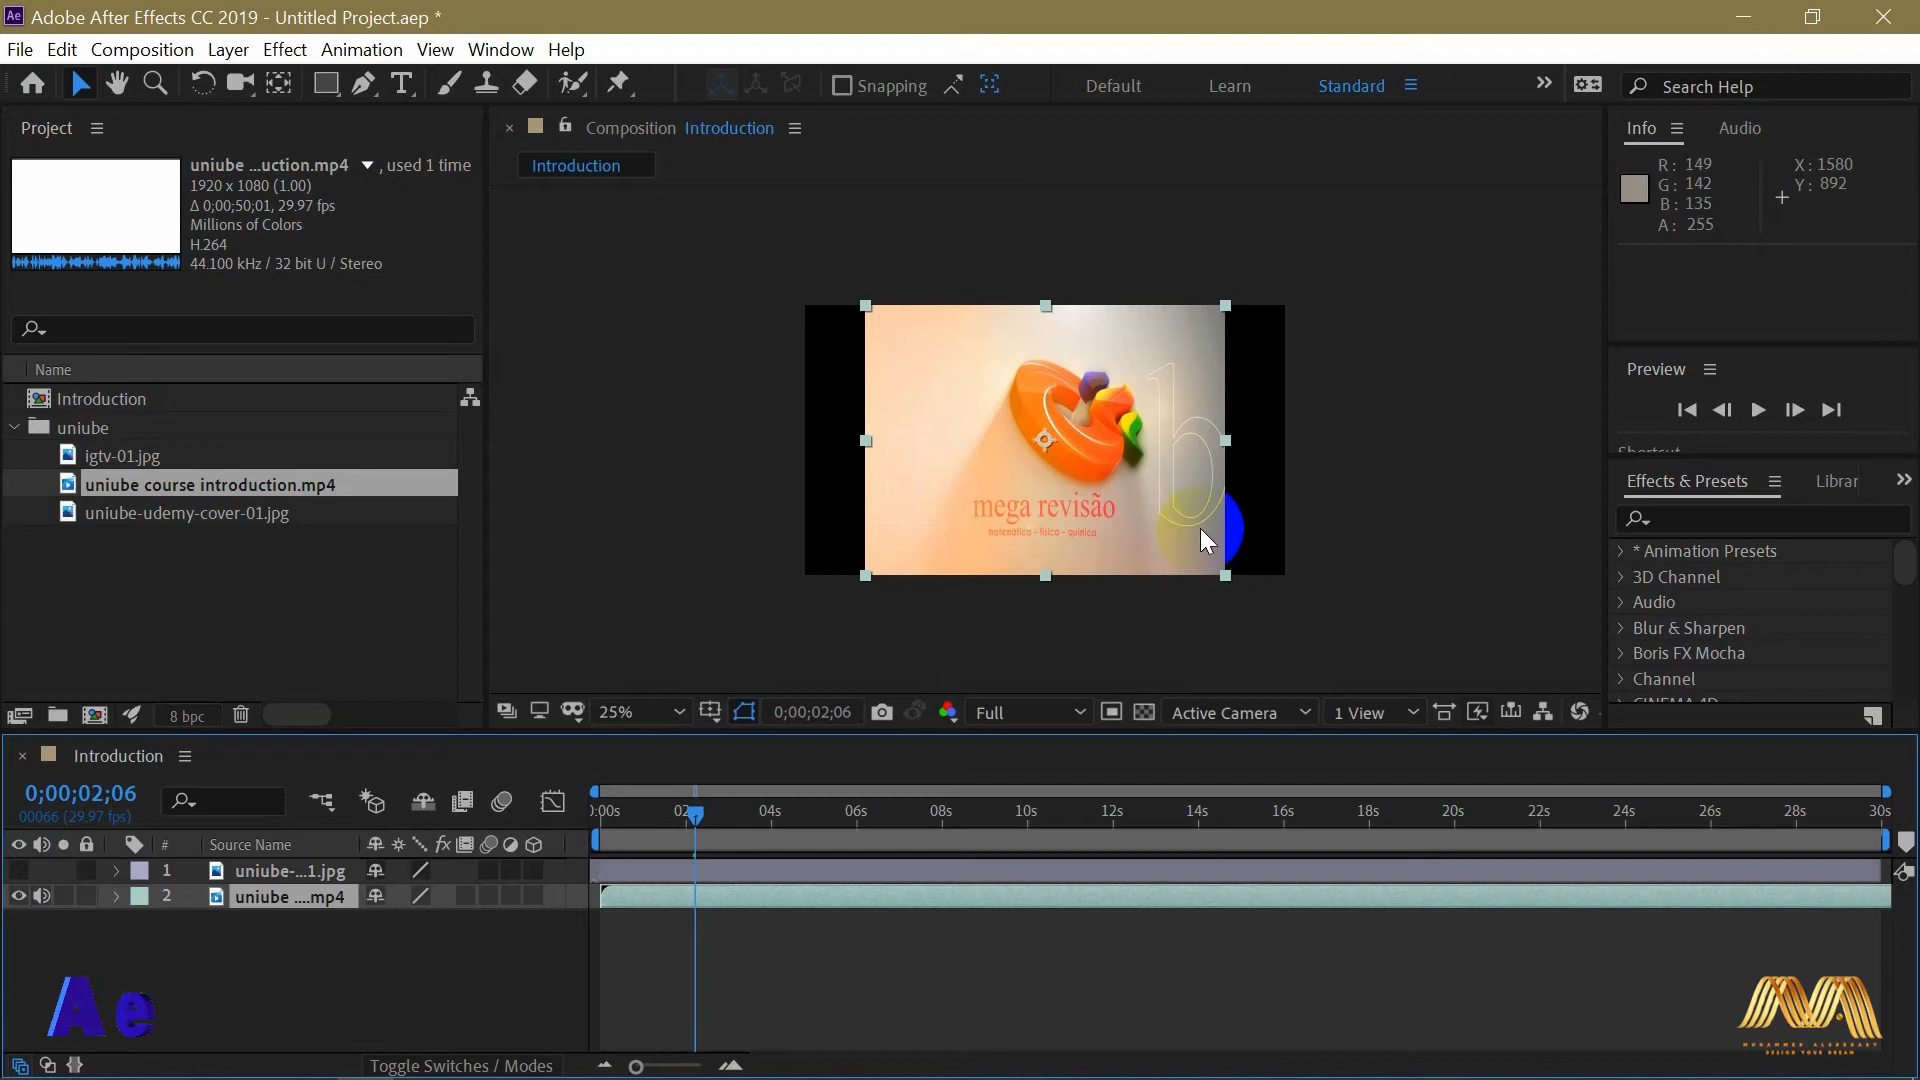 Ae Adobe After Effects CC 2019 - Untitled Project.aep *
File Edit Composition Layer Effect Animation View Window Help
Snapping Default Learn Standard Search Help
Project
uniube ...uction.mp4 , used 1 time
1920 x 1080 (1.00)
Δ 0;00;50;01, 29.97 fps
Millions of Colors
H.264
44.100 kHz / 32 bit U / Stereo
Name
Introduction
uniube
igtv-01.jpg
uniube course introduction.mp4
uniube-udemy-cover-01.jpg
8 bpc
Composition Introduction
Introduction
mega revisão
matemática - física - química
b
25% 0;00;02;06 Full Active Camera 1 View
Info Audio
R: 149
G: 142
B: 135
A: 255
X: 1580
Y: 892
Preview
Shortcut
Effects & Presets Librar
* Animation Presets
3D Channel
Audio
Blur & Sharpen
Boris FX Mocha
Channel
CINEMA 4D
Introduction
0;00;02;06
00066 (29.97 fps)
):00s 02 04s 06s 08s 10s 12s 14s 16s 18s 20s 22s 24s 26s 28s 30s
# Source Name fx
1 uniube-...1.jpg
2 uniube ....mp4
Ae
DESIGN YOUR DREAM
Toggle Switches / Modes